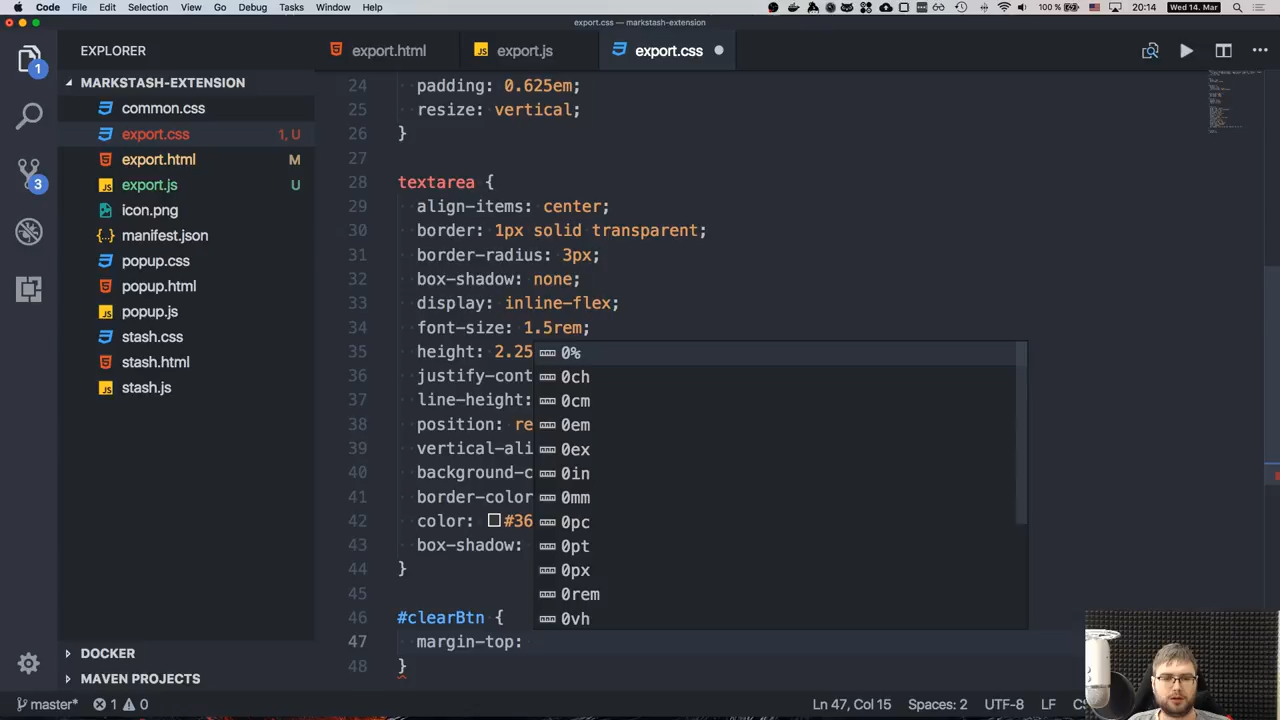 Code File Edit Selection View Go Debug Tasks Window Help
100 % 20:14 Wed 14. Mar
export.css — markstash-extension
EXPLORER
MARKSTASH-EXTENSION
common.css
export.css 1, U
export.html M
export.js U
icon.png
manifest.json
popup.css
popup.html
popup.js
stash.css
stash.html
stash.js
DOCKER
MAVEN PROJECTS
1
3
export.html
export.js
export.css
24 padding: 0.625em;
25 resize: vertical;
26 }
27
28 textarea {
29 align-items: center;
30 border: 1px solid transparent;
31 border-radius: 3px;
32 box-shadow: none;
33 display: inline-flex;
34 font-size: 1.5rem;
35 height: 2.25
36 justify-cont
37 line-height:
38 position: re
39 vertical-ali
40 background-c
41 border-color
42 color: #36
43 box-shadow:
44 }
45
46 #clearBtn {
47 margin-top:
48 }
0%
0ch
0cm
0em
0ex
0in
0mm
0pc
0pt
0px
0rem
0vh
master* 1 0
Ln 47, Col 15 Spaces: 2 UTF-8 LF